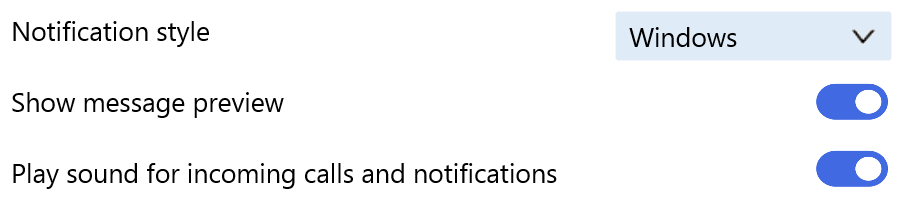 Notification style
Windows
Show message preview
Play sound for incoming calls and notifications